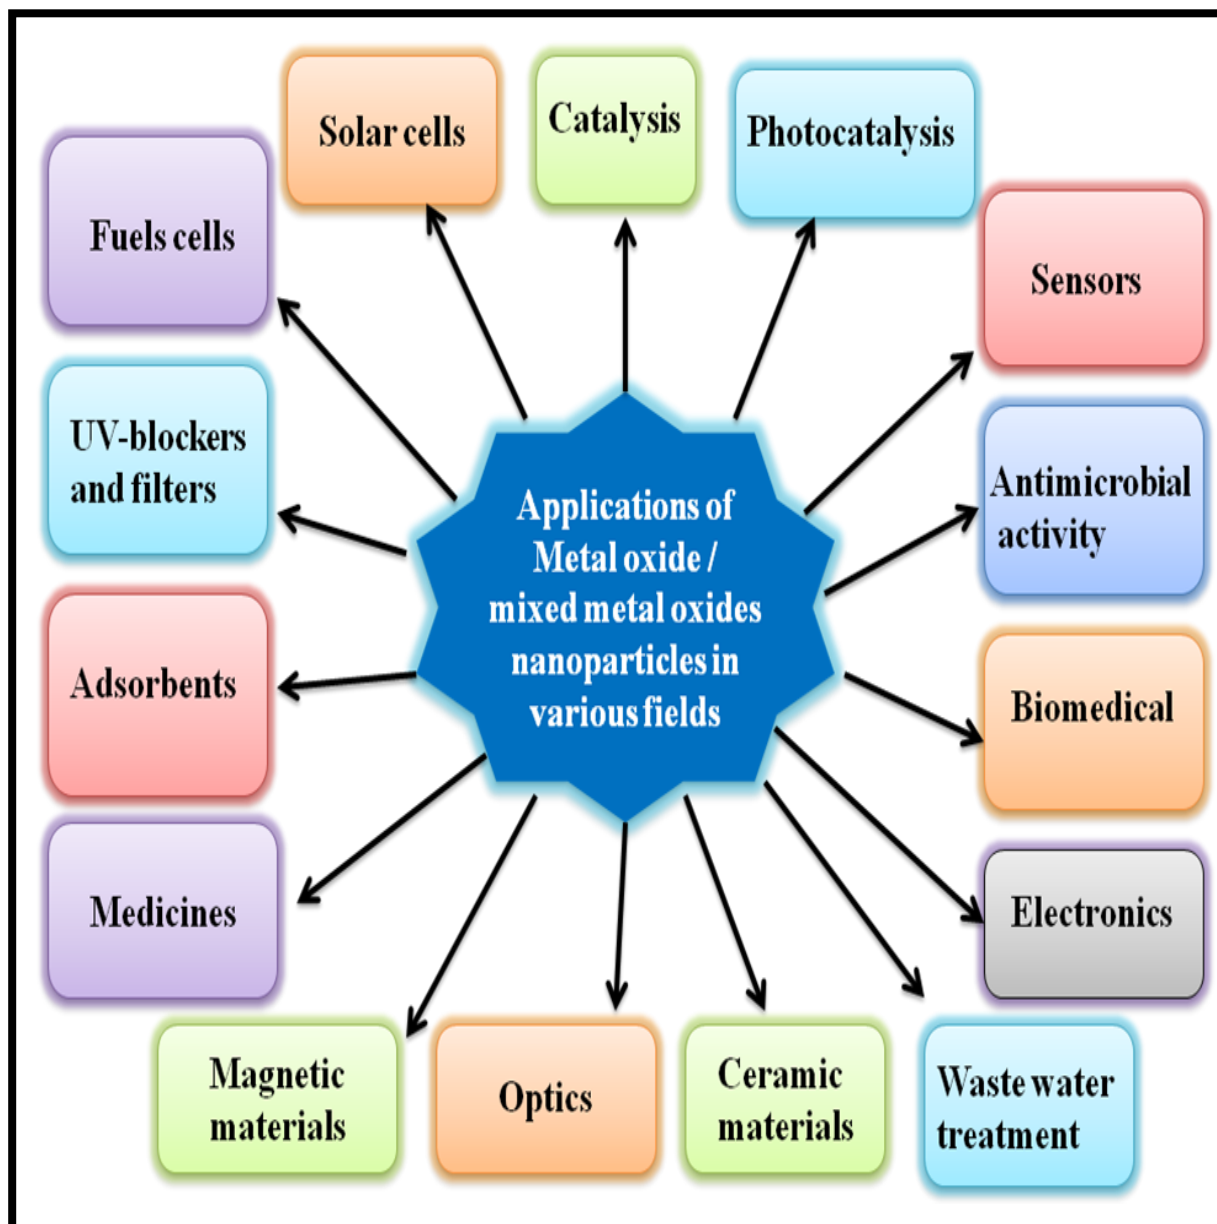 Solar cells
Catalysis
Photocatalysis
Fuels cells
Sensors
UV-blockers
and filters
Antimicrobial
activity
Applications of
Metal oxide /
mixed metal oxides
nanoparticles in
various fields
Adsorbents
Biomedical
Medicines
Electronics
Magnetic
materials
Optics
Ceramic
materials
Waste water
treatment